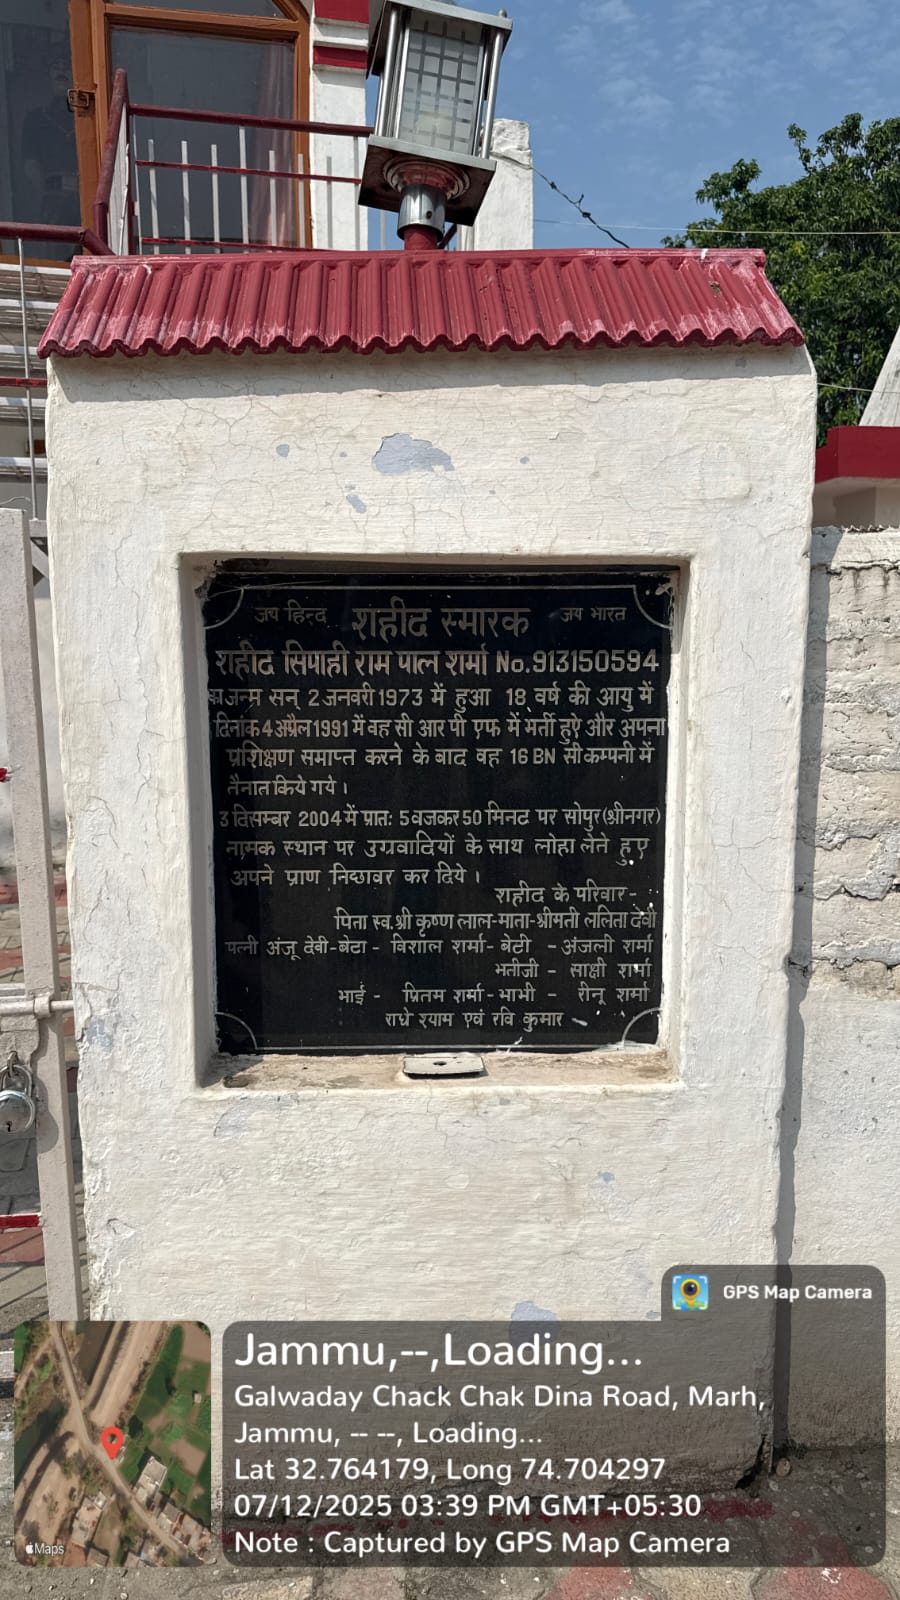 जय हिन्द शहीद स्मारक जय भारत
शहीद सिपाही राम पाल शर्मा No.913150594
का जन्म सन् 2 जनवरी 1973 में हुआ 18 वर्ष की आयु में
दिनांक 4 अप्रैल 1991 में वह सी आर पी एफ में भर्ती हुऐ और अपना
प्रशिक्षण समाप्त करने के बाद वह 16 BN सी कम्पनी में
तैनात किये गये।
3 दिसम्बर 2004 में प्रातः 5 बजकर 50 मिनट पर सोपुर (श्रीनगर)
नामक स्थान पर उग्रवादियों के साथ लोहा लेते हुए
अपने प्राण निछावर कर दिये।
शहीद के परिवार-
पिता स्व.श्री कृष्ण लाल-माता-श्रीमती ललिता देवी
पत्नी अंजू देवी-बेटा - विशाल शर्मा-बेटी - अंजली शर्मा
भतीजी - साक्षी शर्मा
भाई - प्रितम शर्मा-भाभी - रीनू शर्मा
राधे श्याम एवं रवि कुमार
GPS Map Camera
Jammu,--,Loading...
Galwaday Chack Chak Dina Road, Marh,
Jammu, -- --, Loading...
Lat 32.764179, Long 74.704297
07/12/2025 03:39 PM GMT+05:30
Note : Captured by GPS Map Camera
Maps